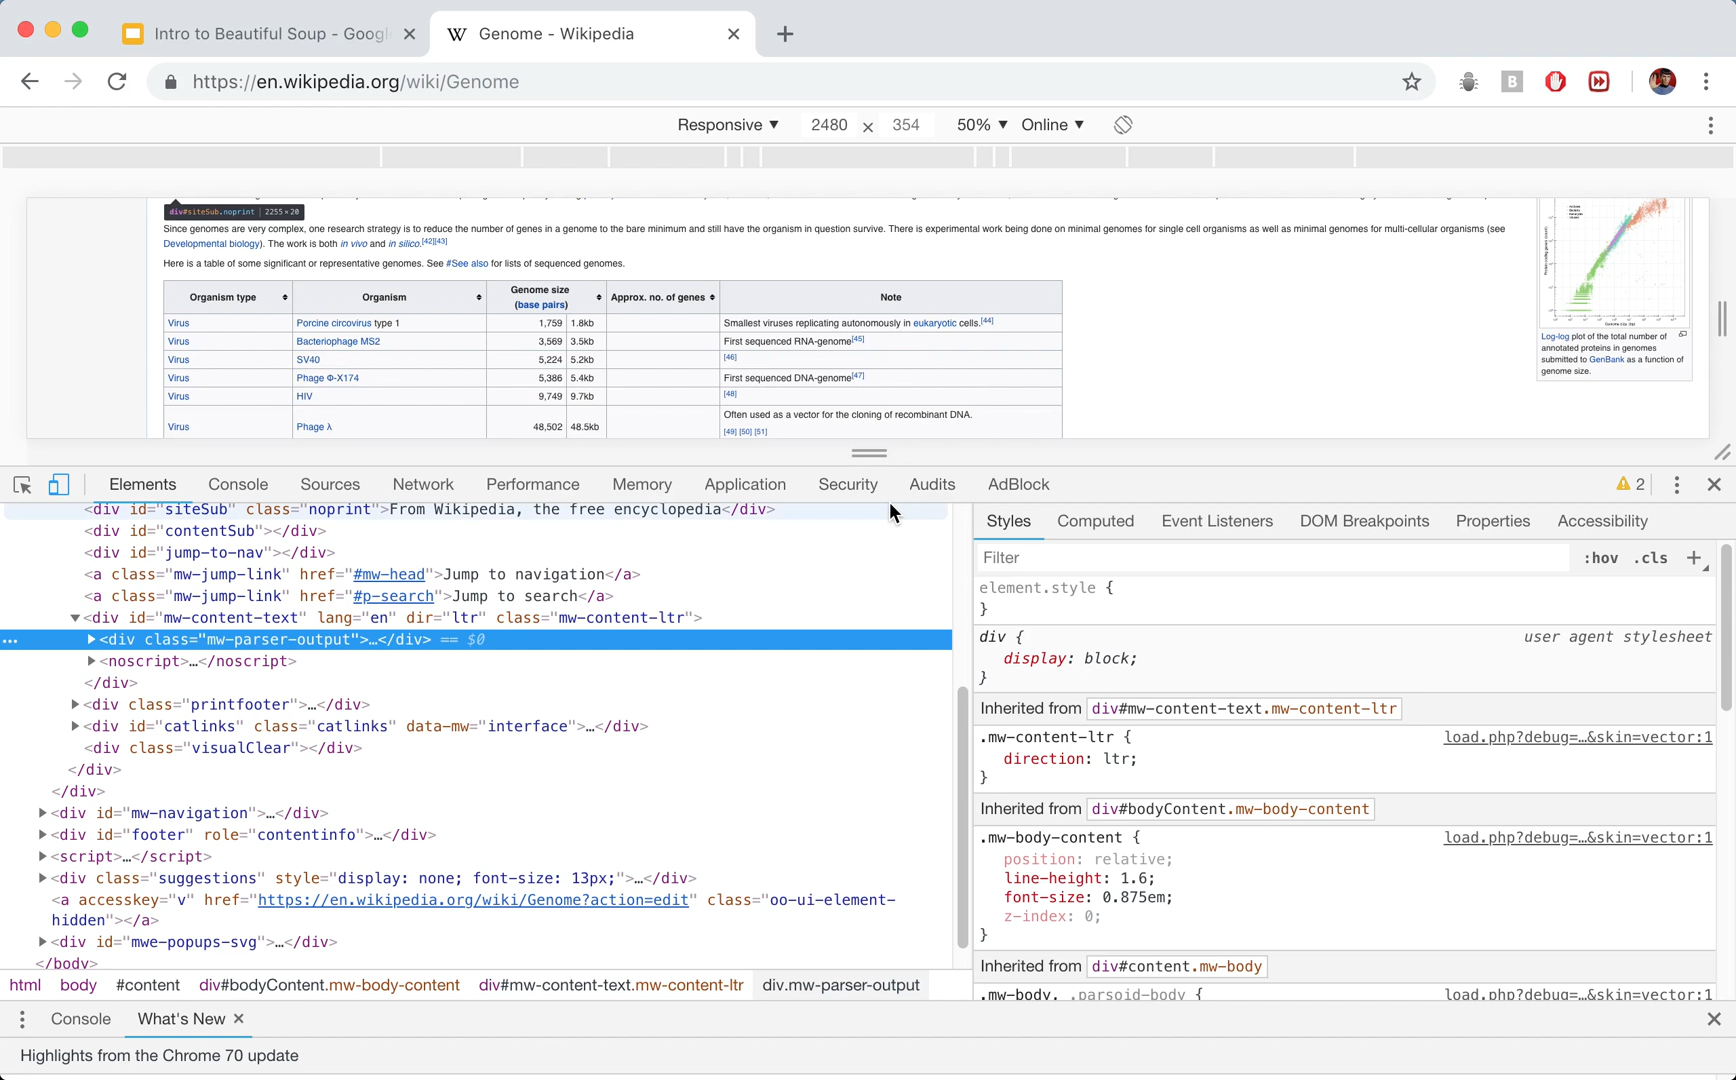 Intro to Beautiful Soup - Googl
W Genome - Wikipedia
https://en.wikipedia.org/wiki/Genome
B
Responsive ▼ 2480 × 354 50% ▼ Online ▼
div#siteSub.noprint | 2255×20
Since genomes are very complex, one research strategy is to reduce the number of genes in a genome to the bare minimum and still have the organism in question survive. There is experimental work being done on minimal genomes for single cell organisms as well as minimal genomes for multi-cellular organisms (see
Developmental biology). The work is both in vivo and in silico.[42][43]
Here is a table of some significant or representative genomes. See #See also for lists of sequenced genomes.
Organism type Organism Genome size (base pairs) Approx. no. of genes Note
Virus Porcine circovirus type 1 1,759 1.8kb Smallest viruses replicating autonomously in eukaryotic cells.[44]
Virus Bacteriophage MS2 3,569 3.5kb First sequenced RNA-genome[45]
Virus SV40 5,224 5.2kb [46]
Virus Phage Φ-X174 5,386 5.4kb First sequenced DNA-genome[47]
Virus HIV 9,749 9.7kb [48]
Often used as a vector for the cloning of recombinant DNA.
Virus Phage λ 48,502 48.5kb
[49] [50] [51]
Log-log plot of the total number of
annotated proteins in genomes
submitted to GenBank as a function of
genome size.
Elements Console Sources Network Performance Memory Application Security Audits AdBlock 2
<div id="siteSub" class="noprint">From Wikipedia, the free encyclopedia</div>
<div id="contentSub"></div>
<div id="jump-to-nav"></div>
<a class="mw-jump-link" href="#mw-head">Jump to navigation</a>
<a class="mw-jump-link" href="#p-search">Jump to search</a>
▼<div id="mw-content-text" lang="en" dir="ltr" class="mw-content-ltr">
… ▶<div class="mw-parser-output">…</div> == $0
▶<noscript>…</noscript>
</div>
▶<div class="printfooter">…</div>
▶<div id="catlinks" class="catlinks" data-mw="interface">…</div>
<div class="visualClear"></div>
</div>
</div>
▶<div id="mw-navigation">…</div>
▶<div id="footer" role="contentinfo">…</div>
▶<script>…</script>
▶<div class="suggestions" style="display: none; font-size: 13px;">…</div>
<a accesskey="v" href="https://en.wikipedia.org/wiki/Genome?action=edit" class="oo-ui-element-
hidden"></a>
▶<div id="mwe-popups-svg">…</div>
</body>
html body #content div#bodyContent.mw-body-content div#mw-content-text.mw-content-ltr div.mw-parser-output
Styles Computed Event Listeners DOM Breakpoints Properties Accessibility
Filter :hov .cls +
element.style {
}
div { user agent stylesheet
display: block;
}
Inherited from div#mw-content-text.mw-content-ltr
.mw-content-ltr { load.php?debug=…&skin=vector:1
direction: ltr;
}
Inherited from div#bodyContent.mw-body-content
.mw-body-content { load.php?debug=…&skin=vector:1
position: relative;
line-height: 1.6;
font-size: 0.875em;
z-index: 0;
}
Inherited from div#content.mw-body
.mw-body, .parsoid-body { load.php?debug=…&skin=vector:1
Console What's New ×
Highlights from the Chrome 70 update